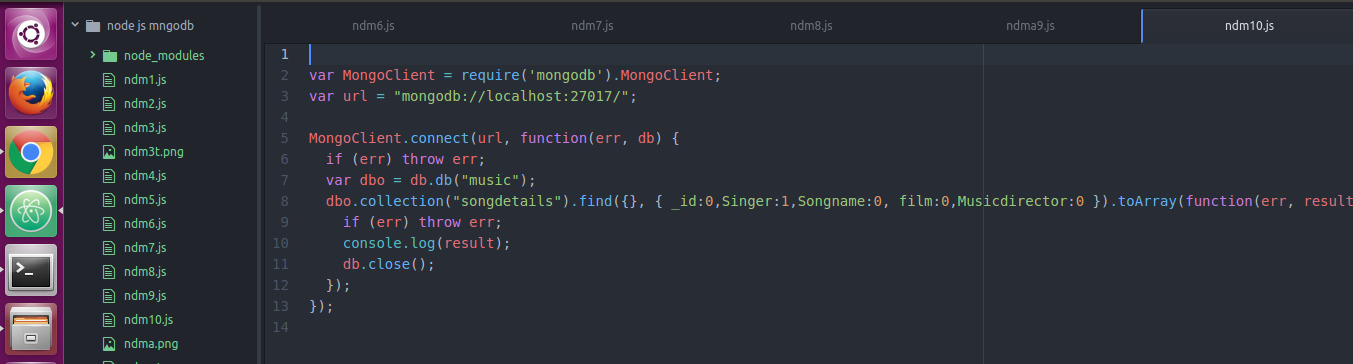 node js mngodb
node_modules
ndm1.js
ndm2.js
ndm3.js
ndm3t.png
ndm4.js
ndm5.js
ndm6.js
ndm7.js
ndm8.js
ndm9.js
ndm10.js
ndma.png
ndm6.js ndm7.js ndm8.js ndma9.js ndm10.js
1
2 var MongoClient = require('mongodb').MongoClient;
3 var url = "mongodb://localhost:27017/";
4
5 MongoClient.connect(url, function(err, db) {
6 if (err) throw err;
7 var dbo = db.db("music");
8 dbo.collection("songdetails").find({}, { _id:0,Singer:1,Songname:0, film:0,Musicdirector:0 }).toArray(function(err, result
9 if (err) throw err;
10 console.log(result);
11 db.close();
12 });
13 });
14